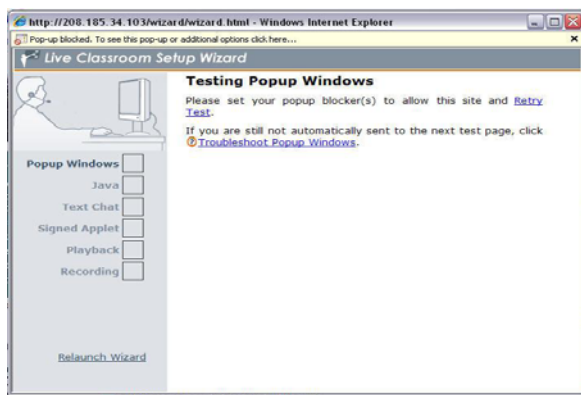 http://208.185.34.103/wizard/wizard.html - Windows Internet Explorer
Pop-up blocked. To see this pop-up or additional options click here...
Live Classroom Setup Wizard
Testing Popup Windows
Please set your popup blocker(s) to allow this site and Retry
Test.
If you are still not automatically sent to the next test page, click
Troubleshoot Popup Windows.
Popup Windows
Java
Text Chat
Signed Applet
Playback
Recording
Relaunch Wizard